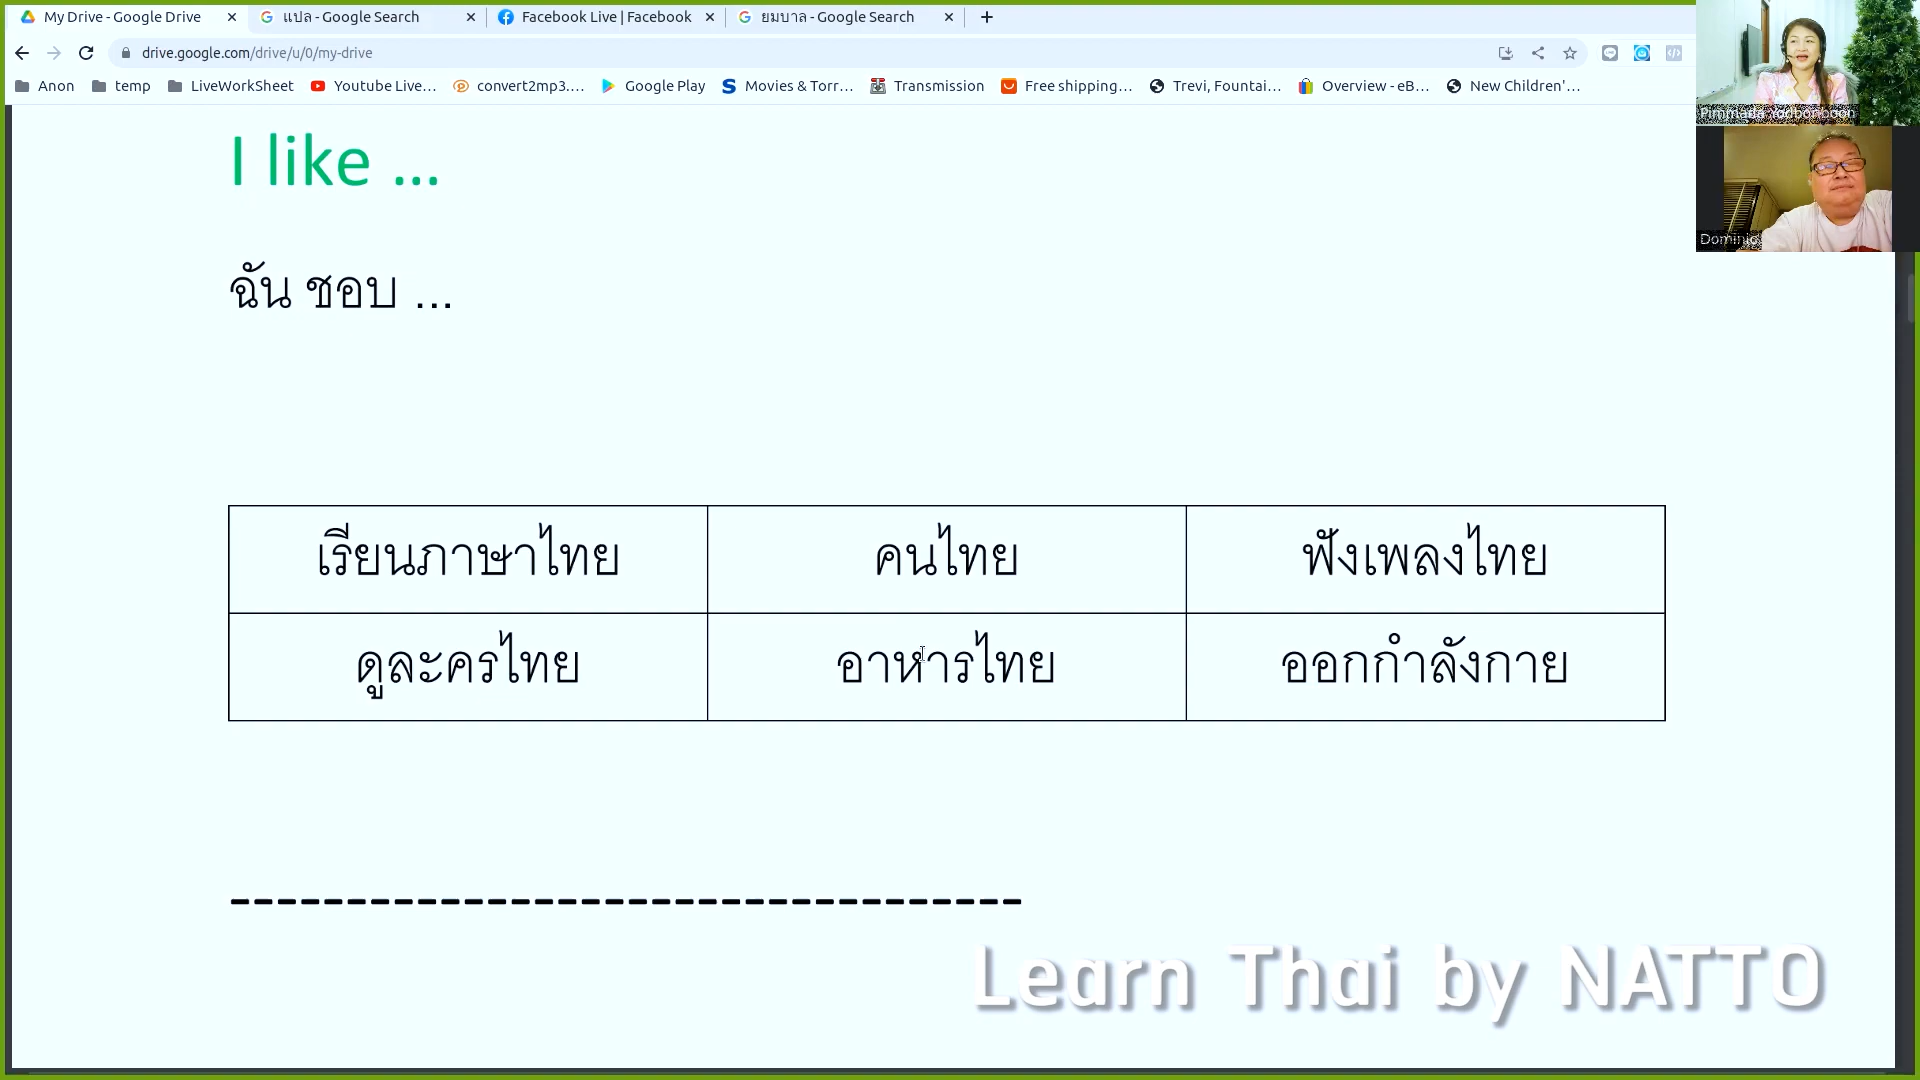 My Drive - Google Drive
แปล - Google Search
Facebook Live | Facebook
ยมบาล - Google Search
drive.google.com/drive/u/0/my-drive
Anon
temp
LiveWorkSheet
Youtube Live...
convert2mp3....
Google Play
Movies & Torr...
Transmission
Free shipping...
Trevi, Fountai...
Overview - eB...
New Children'...
I like ...
ฉัน ชอบ ...
เรียนภาษาไทย
คนไทย
ฟังเพลงไทย
ดูละครไทย
อาหารไทย
ออกกำลังกาย
Dominic
Learn Thai by NATTO